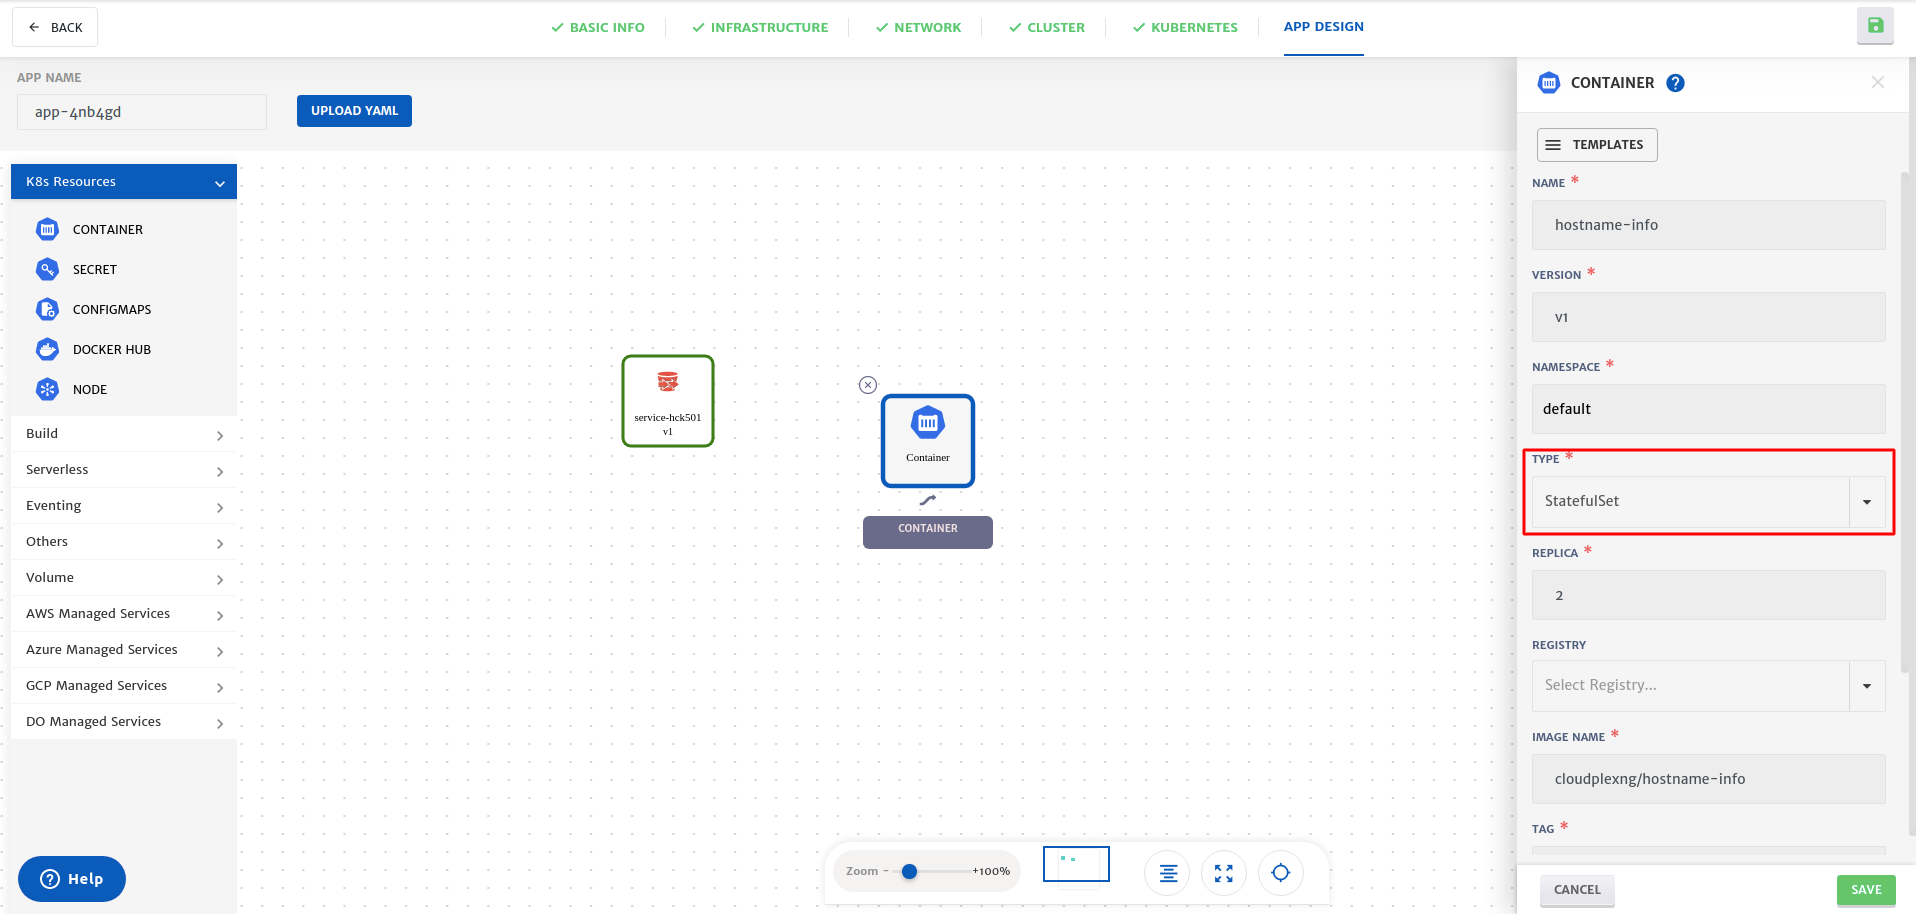 BACK
BASIC INFO
INFRASTRUCTURE
NETWORK
CLUSTER
KUBERNETES
APP DESIGN
APP NAME
app-4nb4gd
UPLOAD YAML
K8s Resources
CONTAINER
SECRET
CONFIGMAPS
DOCKER HUB
NODE
Build
Serverless
Eventing
Others
Volume
AWS Managed Services
Azure Managed Services
GCP Managed Services
DO Managed Services
Help
service-hck501
v1
Container
CONTAINER
Zoom - +100%
CONTAINER ?
TEMPLATES
NAME *
hostname-info
VERSION *
v1
NAMESPACE *
default
TYPE *
StatefulSet
REPLICA *
2
REGISTRY
Select Registry...
IMAGE NAME *
cloudplexng/hostname-info
TAG *
CANCEL
SAVE